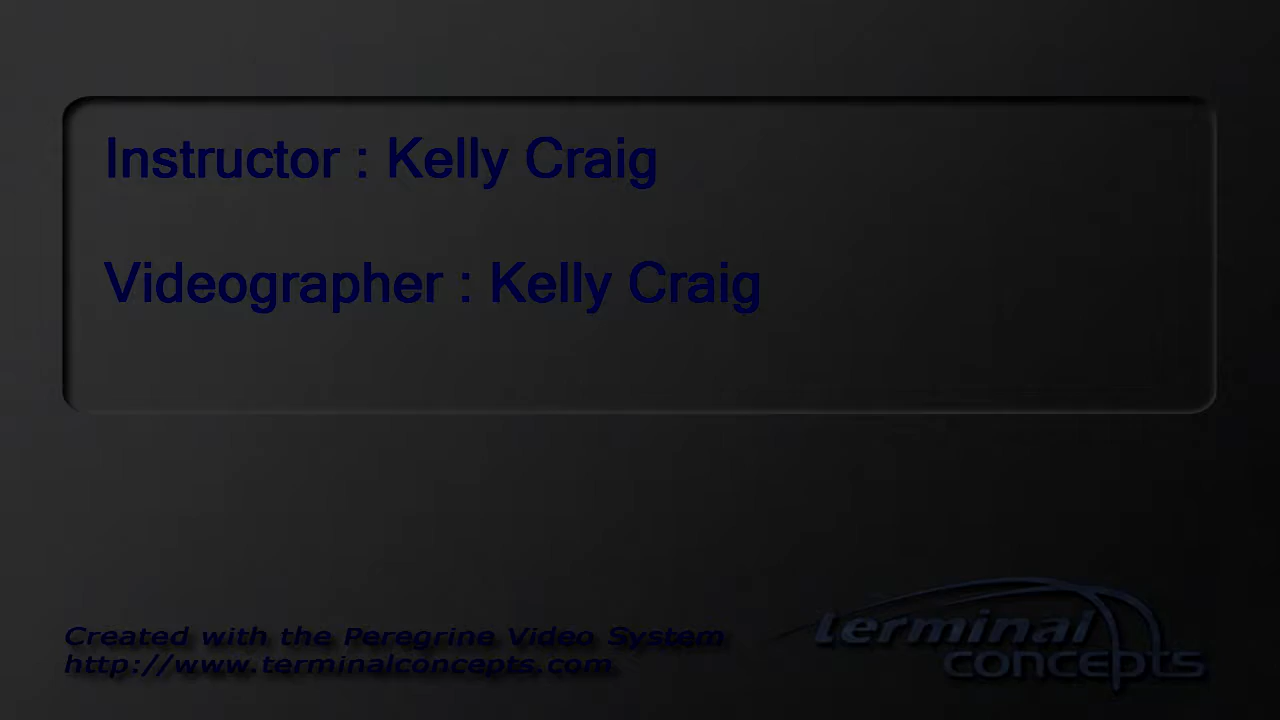 Instructor : Kelly Craig
Videographer : Kelly Craig
Created with the Peregrine Video System
http://www.terminalconcepts.com
terminal
concepts